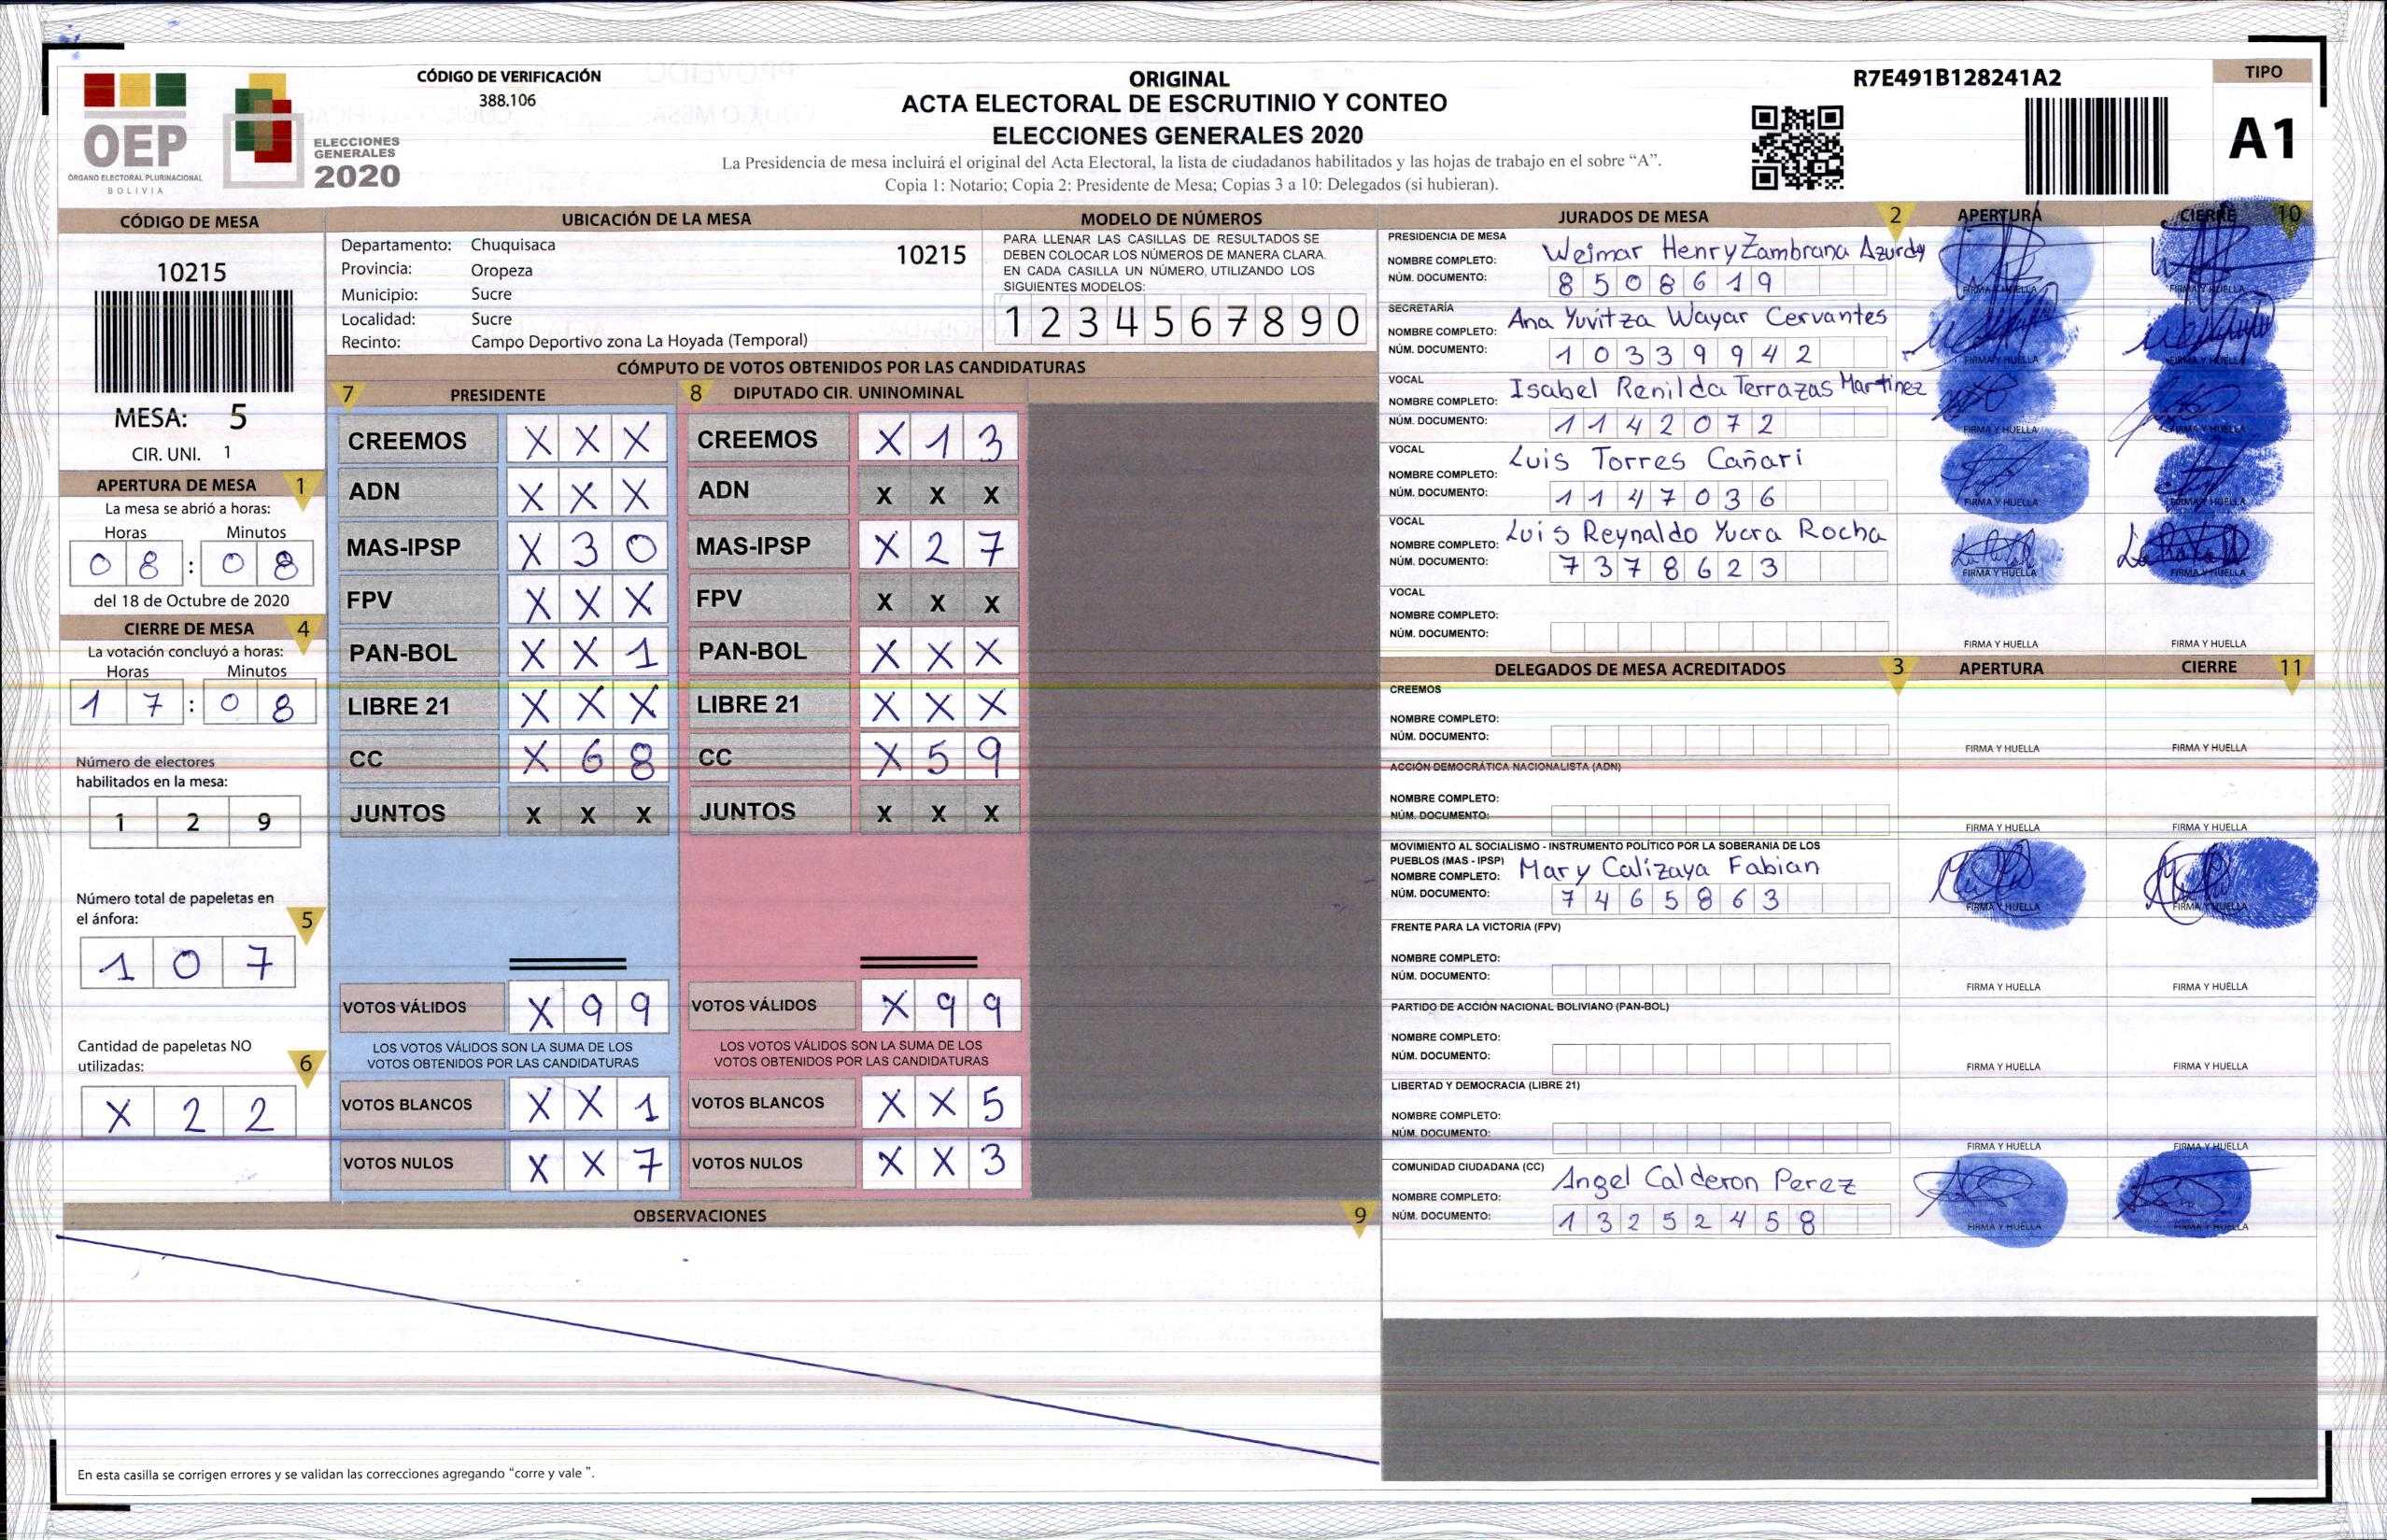 CÓDIGO DE VERIFICACIÓN
388.106
OEP
ÓRGANO ELECTORAL PLURINACIONAL
BOLIVIA
ELECCIONES
GENERALES
2020
ORIGINAL
ACTA ELECTORAL DE ESCRUTINIO Y CONTEO
ELECCIONES GENERALES 2020
La Presidencia de mesa incluirá el original del Acta Electoral, la lista de ciudadanos habilitados y las hojas de trabajo en el sobre “A”.
Copia 1: Notario; Copia 2: Presidente de Mesa; Copias 3 a 10: Delegados (si hubieran).
R7E491B128241A2
TIPO
A1
CÓDIGO DE MESA
10215
MESA: 5
CIR. UNI. 1
APERTURA DE MESA 1
La mesa se abrió a horas:
Horas Minutos
0 8 : 0 8
del 18 de Octubre de 2020
CIERRE DE MESA 4
La votación concluyó a horas:
Horas Minutos
1 7 : 0 8
Número de electores
habilitados en la mesa:
1 2 9
Número total de papeletas en
el ánfora: 5
1 0 7
Cantidad de papeletas NO
utilizadas: 6
X 2 2
UBICACIÓN DE LA MESA
Departamento: Chuquisaca 10215
Provincia: Oropeza
Municipio: Sucre
Localidad: Sucre
Recinto: Campo Deportivo zona La Hoyada (Temporal)
MODELO DE NÚMEROS
PARA LLENAR LAS CASILLAS DE RESULTADOS SE
DEBEN COLOCAR LOS NÚMEROS DE MANERA CLARA.
EN CADA CASILLA UN NÚMERO, UTILIZANDO LOS
SIGUIENTES MODELOS:
1 2 3 4 5 6 7 8 9 0
CÓMPUTO DE VOTOS OBTENIDOS POR LAS CANDIDATURAS
7 PRESIDENTE 8 DIPUTADO CIR. UNINOMINAL
CREEMOS X X X CREEMOS X 1 3
ADN X X X ADN X X X
MAS-IPSP X 3 0 MAS-IPSP X 2 7
FPV X X X FPV X X X
PAN-BOL X X 1 PAN-BOL X X X
LIBRE 21 X X X LIBRE 21 X X X
CC X 6 8 CC X 5 9
JUNTOS X X X JUNTOS X X X
VOTOS VÁLIDOS X 9 9 VOTOS VÁLIDOS X 9 9
LOS VOTOS VÁLIDOS SON LA SUMA DE LOS LOS VOTOS VÁLIDOS SON LA SUMA DE LOS
VOTOS OBTENIDOS POR LAS CANDIDATURAS VOTOS OBTENIDOS POR LAS CANDIDATURAS
VOTOS BLANCOS X X 1 VOTOS BLANCOS X X 5
VOTOS NULOS X X 7 VOTOS NULOS X X 3
OBSERVACIONES 9
En esta casilla se corrigen errores y se validan las correcciones agregando “corre y vale ”.
JURADOS DE MESA 2 APERTURA CIERRE 10
PRESIDENCIA DE MESA
NOMBRE COMPLETO: Weimar Henry Zambrana Azurdy
NÚM. DOCUMENTO: 8 5 0 8 6 1 9
FIRMA Y HUELLA FIRMA Y HUELLA
SECRETARÍA
NOMBRE COMPLETO: Ana Yuvitza Wayar Cervantes
NÚM. DOCUMENTO: 1 0 3 3 9 9 4 2
FIRMA Y HUELLA FIRMA Y HUELLA
VOCAL
NOMBRE COMPLETO: Isabel Renilda Terrazas Martinez
NÚM. DOCUMENTO: 1 1 4 2 0 7 2
FIRMA Y HUELLA FIRMA Y HUELLA
VOCAL
NOMBRE COMPLETO: Luis Torres Cañari
NÚM. DOCUMENTO: 1 1 4 7 0 3 6
FIRMA Y HUELLA FIRMA Y HUELLA
VOCAL
NOMBRE COMPLETO: Luis Reynaldo Yucra Rocha
NÚM. DOCUMENTO: 7 3 7 8 6 2 3
FIRMA Y HUELLA FIRMA Y HUELLA
VOCAL
NOMBRE COMPLETO:
NÚM. DOCUMENTO:
FIRMA Y HUELLA FIRMA Y HUELLA
DELEGADOS DE MESA ACREDITADOS 3 APERTURA CIERRE 11
CREEMOS
NOMBRE COMPLETO:
NÚM. DOCUMENTO:
FIRMA Y HUELLA FIRMA Y HUELLA
ACCIÓN DEMOCRÁTICA NACIONALISTA (ADN)
NOMBRE COMPLETO:
NÚM. DOCUMENTO:
FIRMA Y HUELLA FIRMA Y HUELLA
MOVIMIENTO AL SOCIALISMO - INSTRUMENTO POLÍTICO POR LA SOBERANIA DE LOS
PUEBLOS (MAS - IPSP)
NOMBRE COMPLETO: Mary Calizaya Fabian
NÚM. DOCUMENTO: 7 4 6 5 8 6 3
FIRMA Y HUELLA FIRMA Y HUELLA
FRENTE PARA LA VICTORIA (FPV)
NOMBRE COMPLETO:
NÚM. DOCUMENTO:
FIRMA Y HUELLA FIRMA Y HUELLA
PARTIDO DE ACCIÓN NACIONAL BOLIVIANO (PAN-BOL)
NOMBRE COMPLETO:
NÚM. DOCUMENTO:
FIRMA Y HUELLA FIRMA Y HUELLA
LIBERTAD Y DEMOCRACIA (LIBRE 21)
NOMBRE COMPLETO:
NÚM. DOCUMENTO:
FIRMA Y HUELLA FIRMA Y HUELLA
COMUNIDAD CIUDADANA (CC)
NOMBRE COMPLETO: Angel Calderon Perez
NÚM. DOCUMENTO: 1 3 2 5 2 4 5 8
FIRMA Y HUELLA FIRMA Y HUELLA